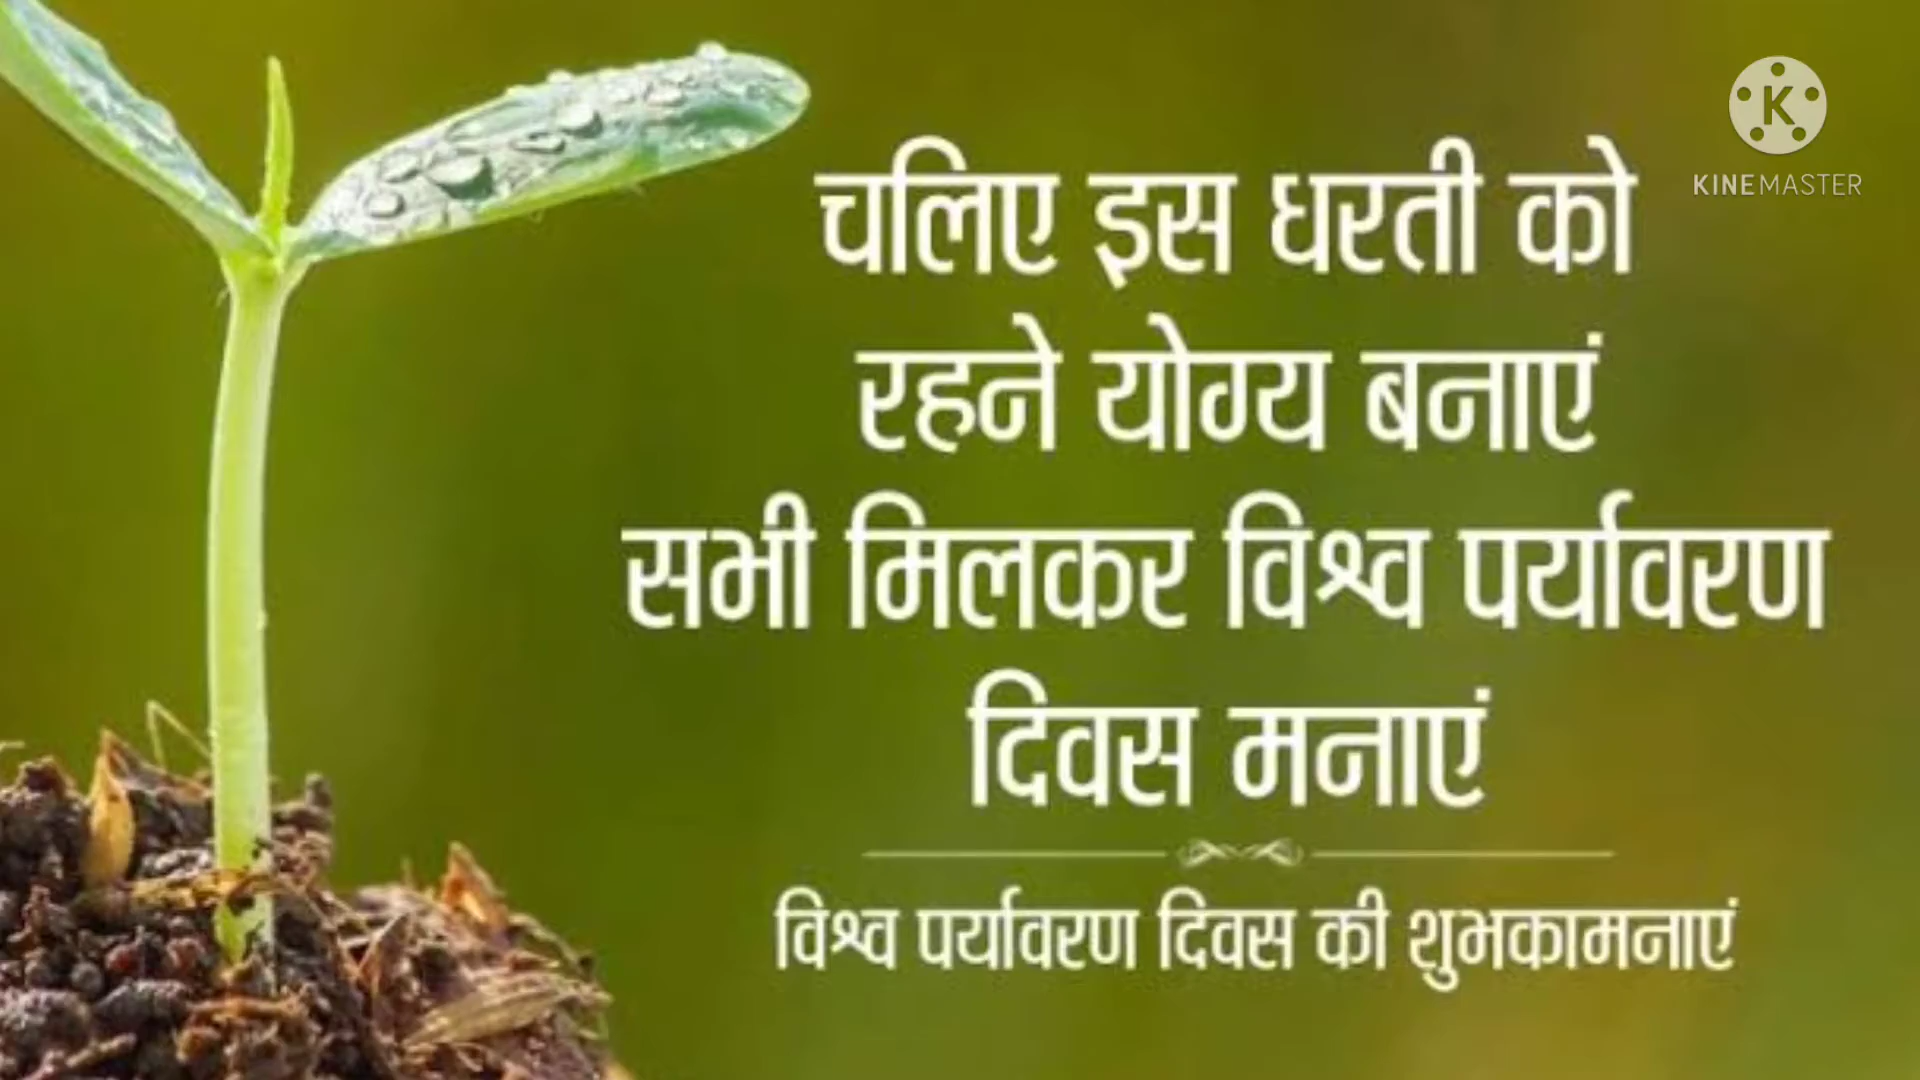 KINEMASTER
चलिए इस धरती को
रहने योग्य बनाएं
सभी मिलकर विश्व पर्यावरण
दिवस मनाएं
विश्व पर्यावरण दिवस की शुभकामनाएं